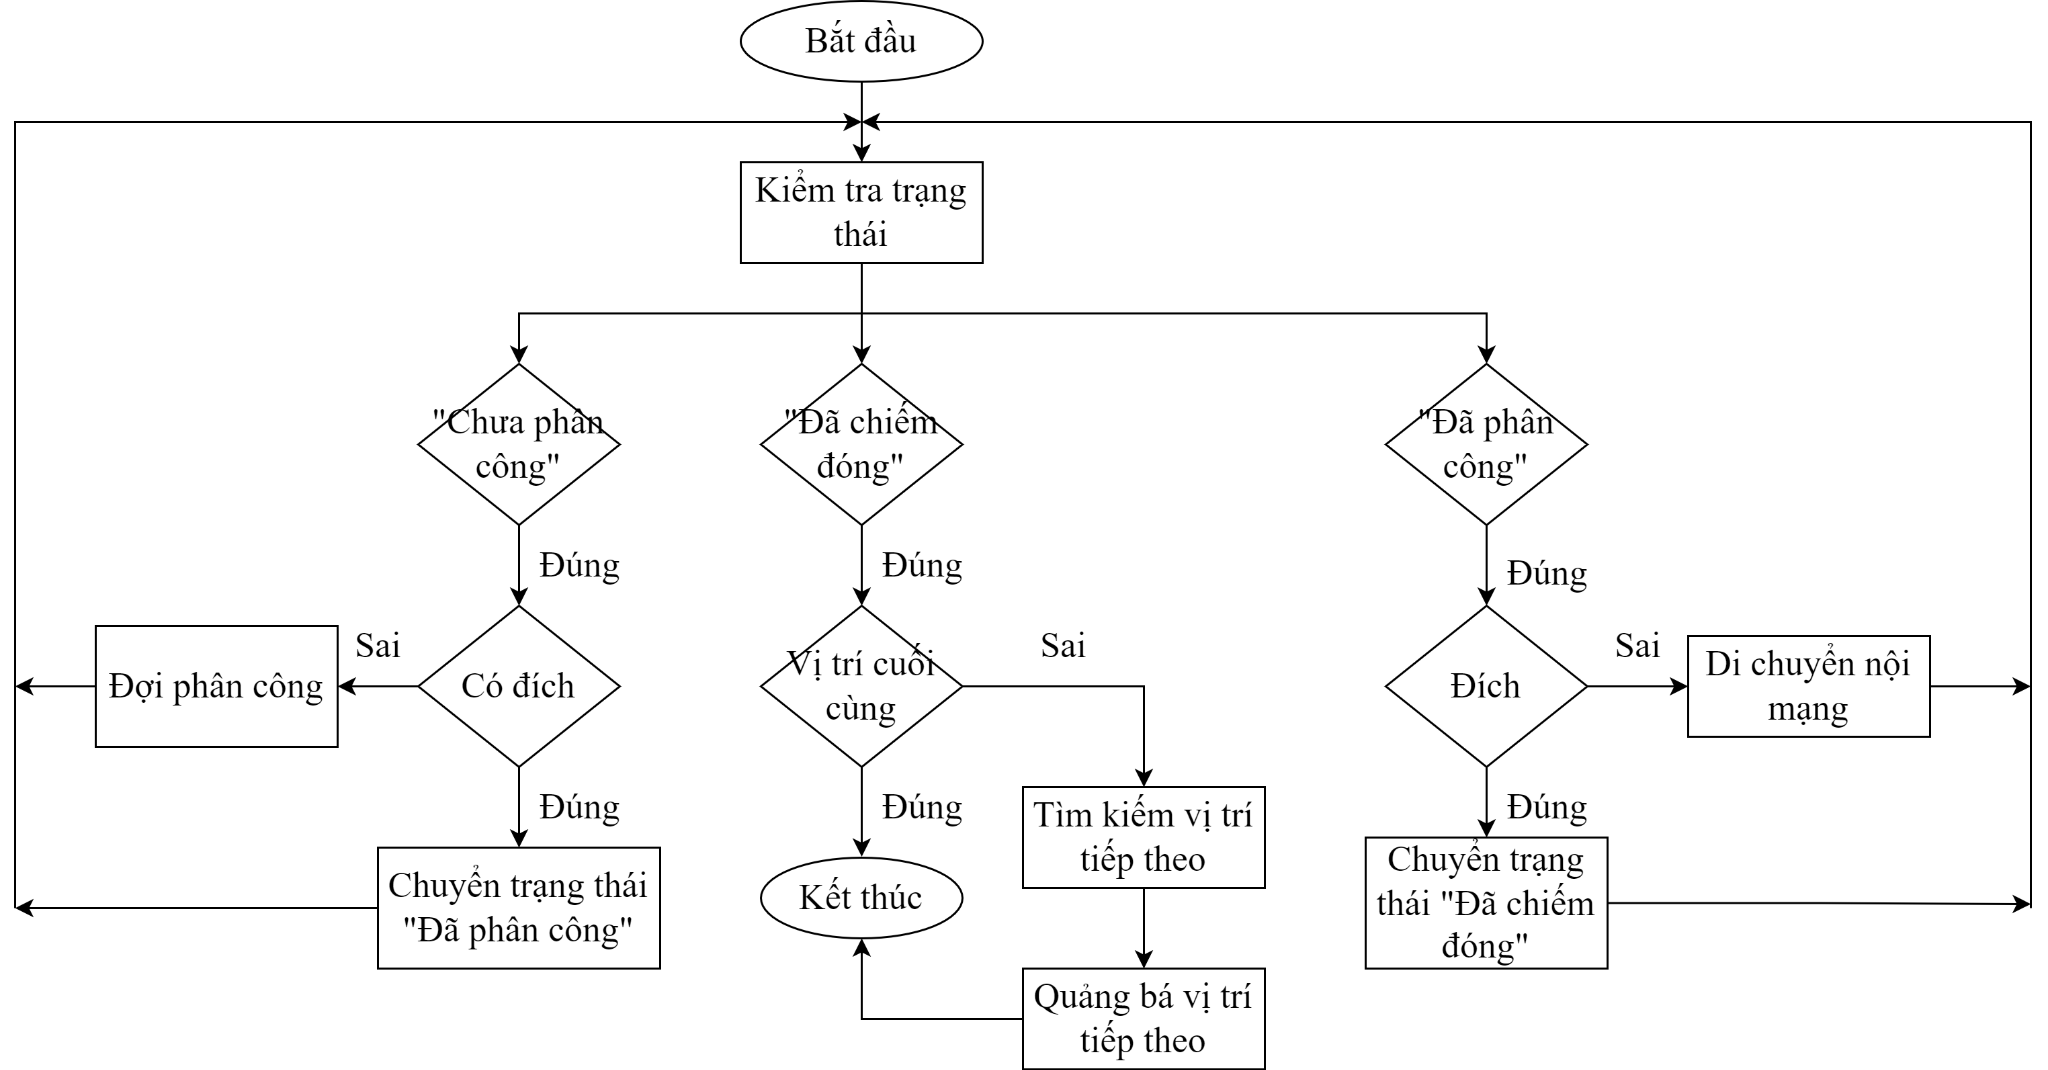 Bắt đầu
Kiểm tra trạng
thái
"Chưa phân
công"
"Đã chiếm
đóng"
"Đã phân
công"
Đúng
Đúng
Đúng
Đợi phân công
Sai
Có đích
Vị trí cuối
cùng
Sai
Đích
Sai
Di chuyển nội
mạng
Đúng
Đúng
Đúng
Chuyển trạng thái
"Đã phân công"
Kết thúc
Tìm kiếm vị trí
tiếp theo
Chuyển trạng
thái "Đã chiếm
đóng"
Quảng bá vị trí
tiếp theo